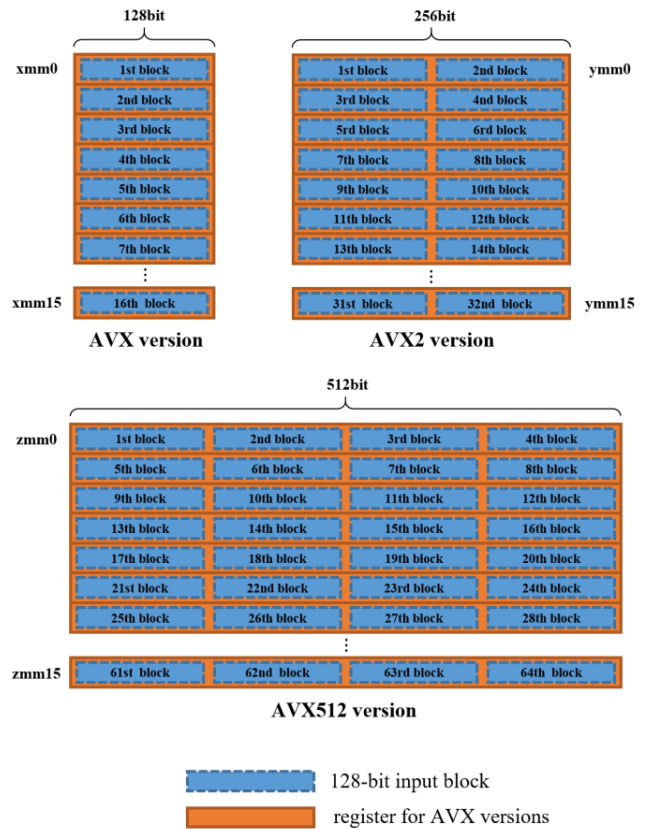 128bit
256bit
xmm0
1st block
1st block
2nd block
ymm0
2nd block
3rd block
4nd block
3rd block
5rd block
6rd block
4th block
7th block
8th block
5th block
9th block
10th block
6th block
11th block
12th block
7th block
13th block
14th block
⋮
⋮
xmm15
16th block
31st block
32nd block
ymm15
AVX version
AVX2 version
512bit
zmm0
1st block
2nd block
3rd block
4th block
5th block
6th block
7th block
8th block
9th block
10th block
11th block
12th block
13th block
14th block
15th block
16th block
17th block
18th block
19th block
20th block
21st block
22nd block
23rd block
24th block
25th block
26th block
27th block
28th block
⋮
zmm15
61st block
62nd block
63rd block
64th block
AVX512 version
128-bit input block
register for AVX versions